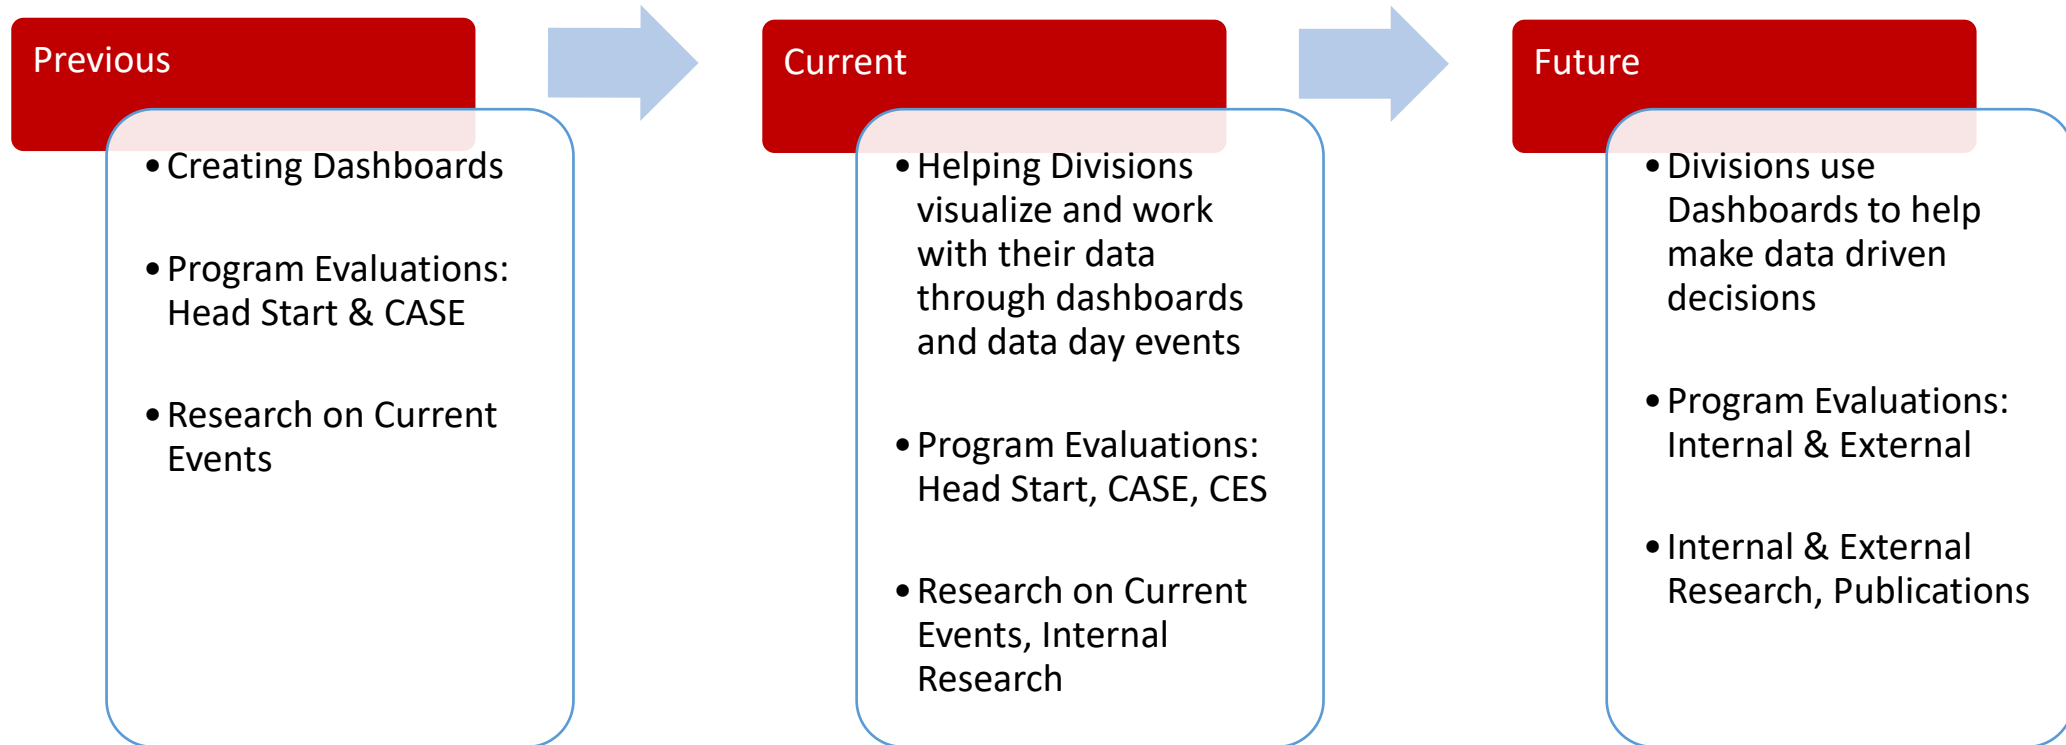 Previous
• Creating Dashboards
• Program Evaluations:
Head Start & CASE
• Research on Current
Events
Current
• Helping Divisions
visualize and work
with their data
through dashboards
and data day events
• Program Evaluations:
Head Start, CASE, CES
• Research on Current
Events, Internal
Research
Future
• Divisions use
Dashboards to help
make data driven
decisions
• Program Evaluations:
Internal & External
• Internal & External
Research, Publications